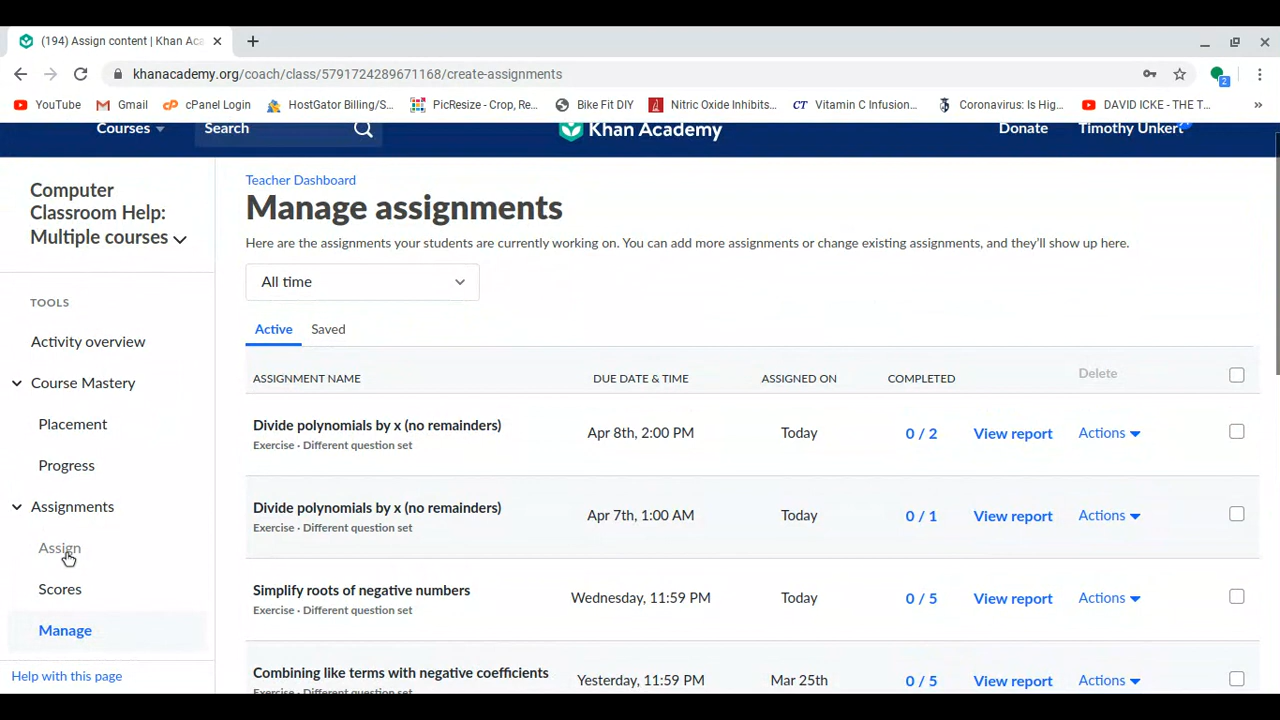 (194) Assign content | Khan Aca
khanacademy.org/coach/class/5791724289671168/create-assignments
YouTube
Gmail
cPanel Login
HostGator Billing/S...
PicResize - Crop, Re...
Bike Fit DIY
Nitric Oxide Inhibits...
CT Vitamin C Infusion...
Coronavirus: Is Hig...
DAVID ICKE - THE T...
»
2
Courses
Search
Khan Academy
Donate
Timothy Unkert
Computer
Classroom Help:
Multiple courses
TOOLS
Activity overview
Course Mastery
Placement
Progress
Assignments
Assign
Scores
Manage
Help with this page
Teacher Dashboard
Manage assignments
Here are the assignments your students are currently working on. You can add more assignments or change existing assignments, and they'll show up here.
All time
Active Saved
ASSIGNMENT NAME DUE DATE & TIME ASSIGNED ON COMPLETED Delete
Divide polynomials by x (no remainders) Apr 8th, 2:00 PM Today 0 / 2 View report Actions
Exercise · Different question set
Divide polynomials by x (no remainders) Apr 7th, 1:00 AM Today 0 / 1 View report Actions
Exercise · Different question set
Simplify roots of negative numbers Wednesday, 11:59 PM Today 0 / 5 View report Actions
Exercise · Different question set
Combining like terms with negative coefficients Yesterday, 11:59 PM Mar 25th 0 / 5 View report Actions
Exercise · Different question set